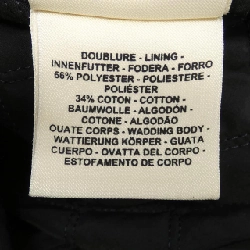 DOUBLURE - LINING -
INNENFUTTER - FODERA - FORRO
56% POLYESTER - POLIESTERE -
POLIÉSTER
34% COTON - COTTON -
BAUMWOLLE - ALGODÓN -
COTONE - ALGODÃO
OUATE CORPS - WADDING BODY -
WATTIERUNG KÖRPER - GUATA
CUERPO - OVATTA DEL CORPO -
ESTOFAMENTO DE CORPO